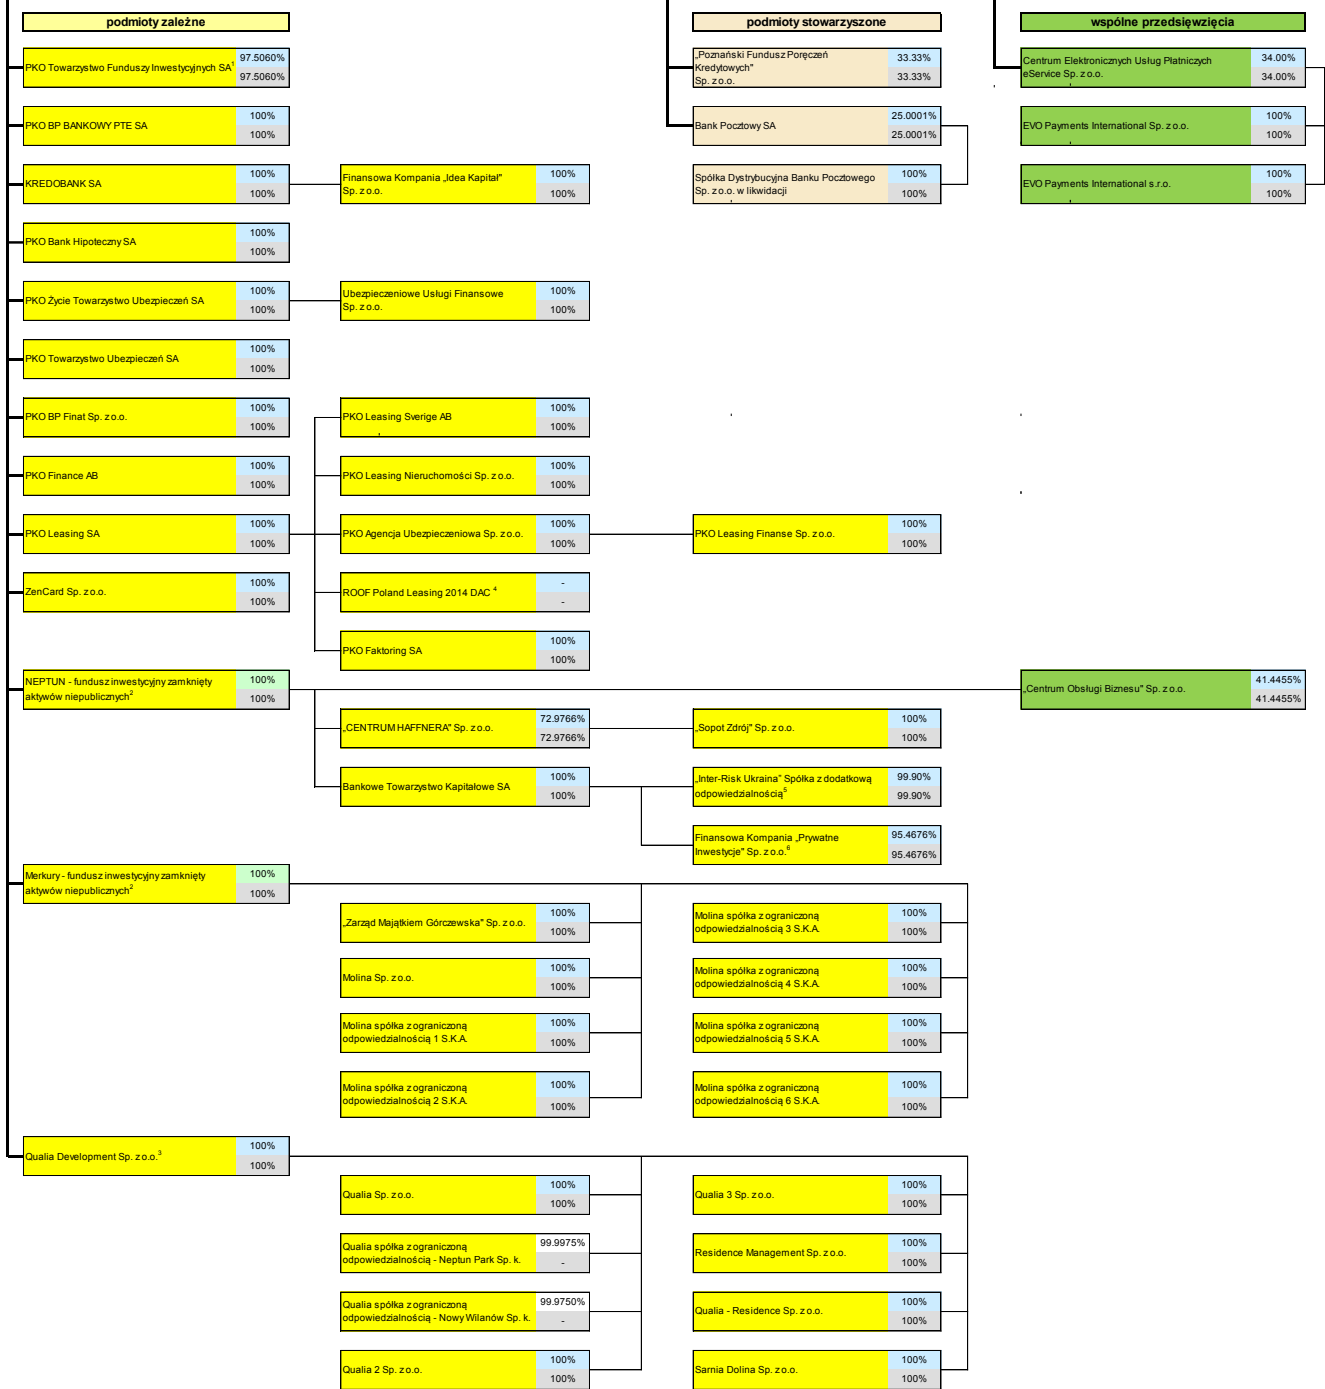 podmioty zależne
podmioty stowarzyszone
wspólne przedsięwzięcia
PKO Towarzystwo Funduszy Inwestycyjnych SA¹
97.5060%
97.5060%
„Poznański Fundusz Poręczeń
Kredytowych"
Sp. z o.o.
33.33%
33.33%
Centrum Elektronicznych Usług Płatniczych
eService Sp. z o.o.
34.00%
34.00%
PKO BP BANKOWY PTE SA
100%
100%
Bank Pocztowy SA
25.0001%
25.0001%
EVO Payments International Sp. z o.o.
100%
100%
KREDOBANK SA
100%
100%
Finansowa Kompania „Idea Kapitał"
Sp. z o.o.
100%
100%
Spółka Dystrybucyjna Banku Pocztowego
Sp. z o.o. w likwidacji
100%
100%
EVO Payments International s.r.o.
100%
100%
PKO Bank Hipoteczny SA
100%
100%
PKO Życie Towarzystwo Ubezpieczeń SA
100%
100%
Ubezpieczeniowe Usługi Finansowe
Sp. z o.o.
100%
100%
PKO Towarzystwo Ubezpieczeń SA
100%
100%
PKO BP Finat Sp. z o.o.
100%
100%
PKO Leasing Sverige AB
100%
100%
PKO Finance AB
100%
100%
PKO Leasing Nieruchomości Sp. z o.o.
100%
100%
PKO Leasing SA
100%
100%
PKO Agencja Ubezpieczeniowa Sp. z o.o.
100%
100%
PKO Leasing Finanse Sp. z o.o.
100%
100%
ZenCard Sp. z o.o.
100%
100%
ROOF Poland Leasing 2014 DAC ⁴
-
-
PKO Faktoring SA
100%
100%
NEPTUN - fundusz inwestycyjny zamknięty
aktywów niepublicznych²
100%
100%
„Centrum Obsługi Biznesu" Sp. z o.o.
41.4455%
41.4455%
„CENTRUM HAFFNERA" Sp. z o.o.
72.9766%
72.9766%
„Sopot Zdrój" Sp. z o.o.
100%
100%
Bankowe Towarzystwo Kapitałowe SA
100%
100%
„Inter-Risk Ukraina" Spółka z dodatkową
odpowiedzialnością⁵
99.90%
99.90%
Finansowa Kompania „Prywatne
Inwestycje" Sp. z o.o.⁶
95.4676%
95.4676%
Merkury - fundusz inwestycyjny zamknięty
aktywów niepublicznych²
100%
100%
„Zarząd Majątkiem Górczewska" Sp. z o.o.
100%
100%
Molina spółka z ograniczoną
odpowiedzialnością 3 S.K.A.
100%
100%
Molina Sp. z o.o.
100%
100%
Molina spółka z ograniczoną
odpowiedzialnością 4 S.K.A.
100%
100%
Molina spółka z ograniczoną
odpowiedzialnością 1 S.K.A.
100%
100%
Molina spółka z ograniczoną
odpowiedzialnością 5 S.K.A.
100%
100%
Molina spółka z ograniczoną
odpowiedzialnością 2 S.K.A.
100%
100%
Molina spółka z ograniczoną
odpowiedzialnością 6 S.K.A.
100%
100%
Qualia Development Sp. z o.o.³
100%
100%
Qualia Sp. z o.o.
100%
100%
Qualia 3 Sp. z o.o.
100%
100%
Qualia spółka z ograniczoną
odpowiedzialnością - Neptun Park Sp. k.
99.9975%
-
Residence Management Sp. z o.o.
100%
100%
Qualia spółka z ograniczoną
odpowiedzialnością - Nowy Wilanów Sp. k.
99.9750%
-
Qualia - Residence Sp. z o.o.
100%
100%
Qualia 2 Sp. z o.o.
100%
100%
Sarnia Dolina Sp. z o.o.
100%
100%